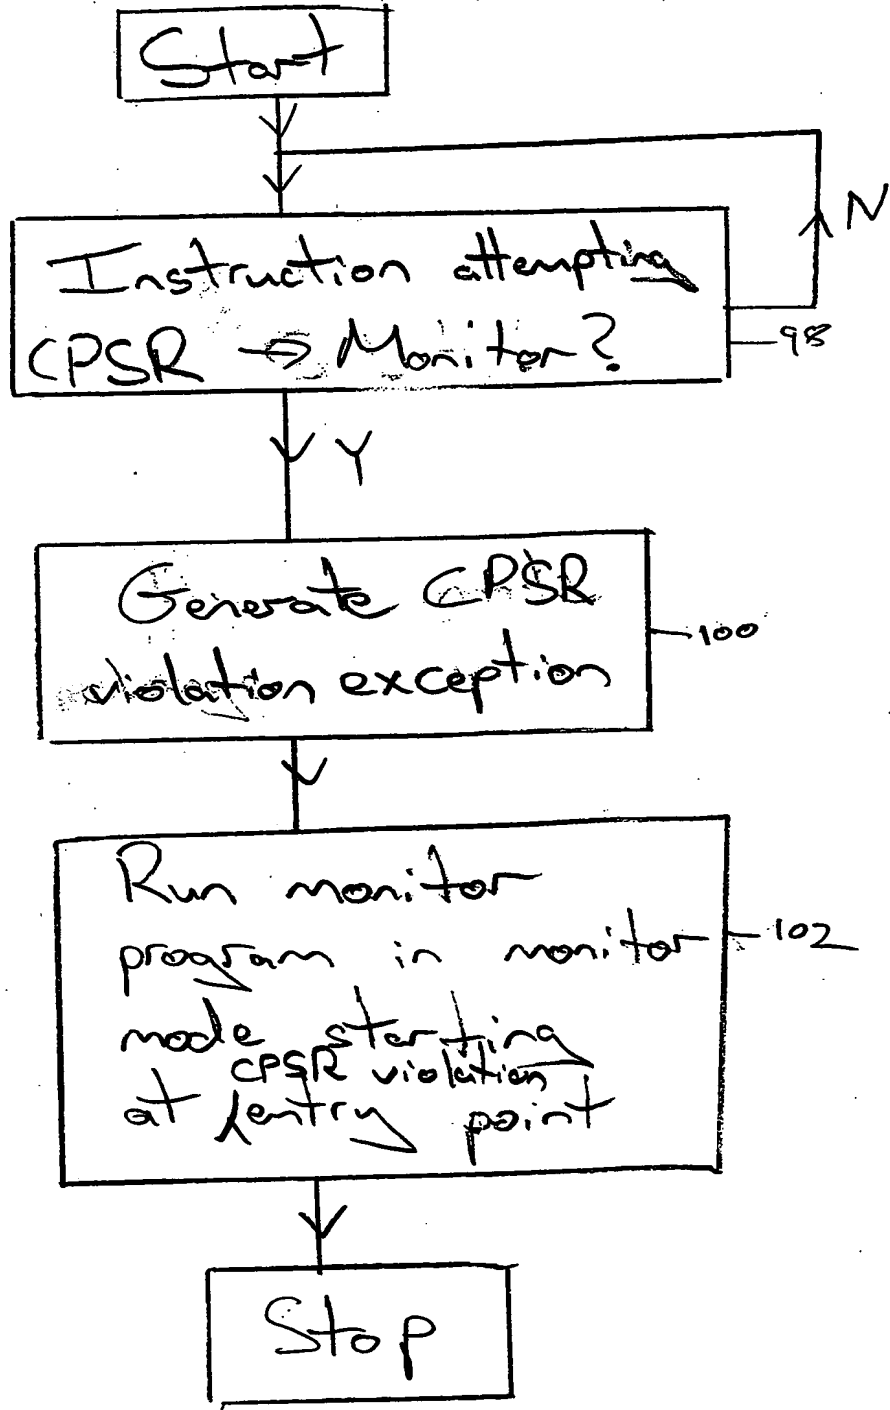 Start
N
Instruction attempting
CPSR → Monitor?
98
Y
Generate CPSR
violation exception
100
Run monitor
program in monitor
102
mode starting
CPSR violation
at entry point
Stop